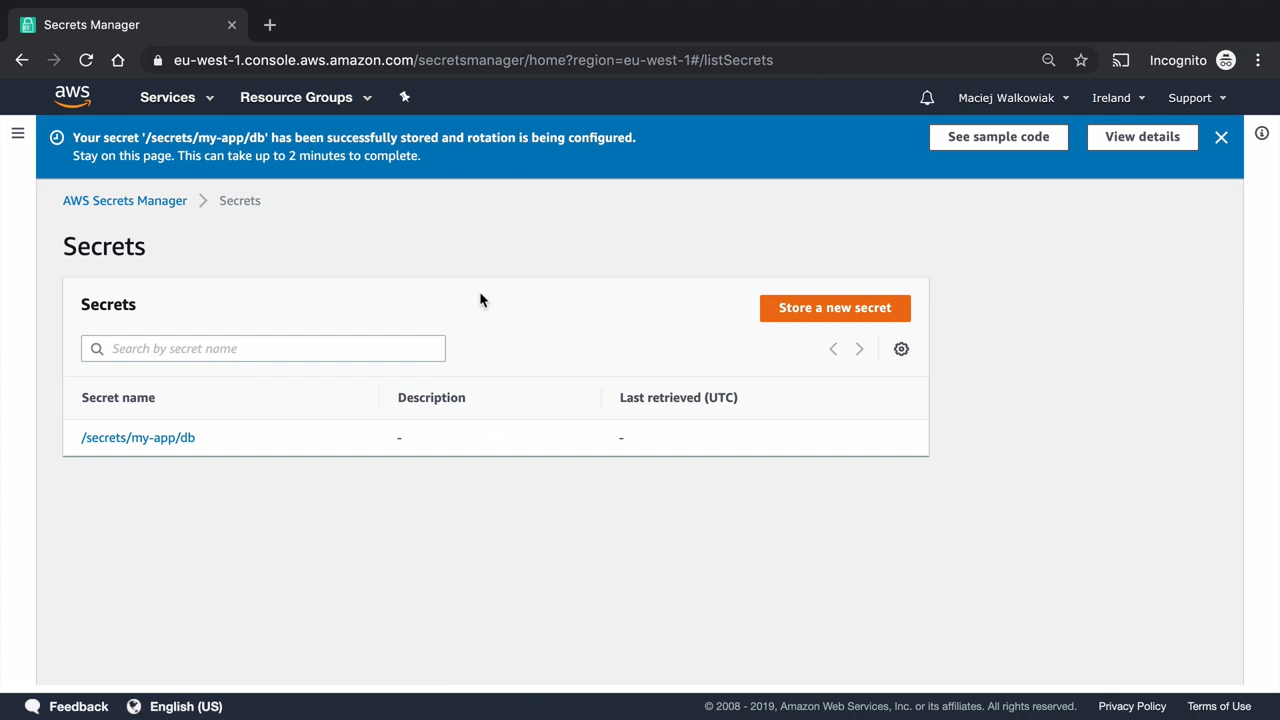 Secrets Manager
eu-west-1.console.aws.amazon.com/secretsmanager/home?region=eu-west-1#/listSecrets
Incognito
aws
Services
Resource Groups
Maciej Walkowiak
Ireland
Support
Your secret '/secrets/my-app/db' has been successfully stored and rotation is being configured.
Stay on this page. This can take up to 2 minutes to complete.
See sample code
View details
AWS Secrets Manager > Secrets
Secrets
Secrets
Store a new secret
Search by secret name
Secret name Description Last retrieved (UTC)
/secrets/my-app/db - -
Feedback
English (US)
© 2008 - 2019, Amazon Web Services, Inc. or its affiliates. All rights reserved.
Privacy Policy
Terms of Use